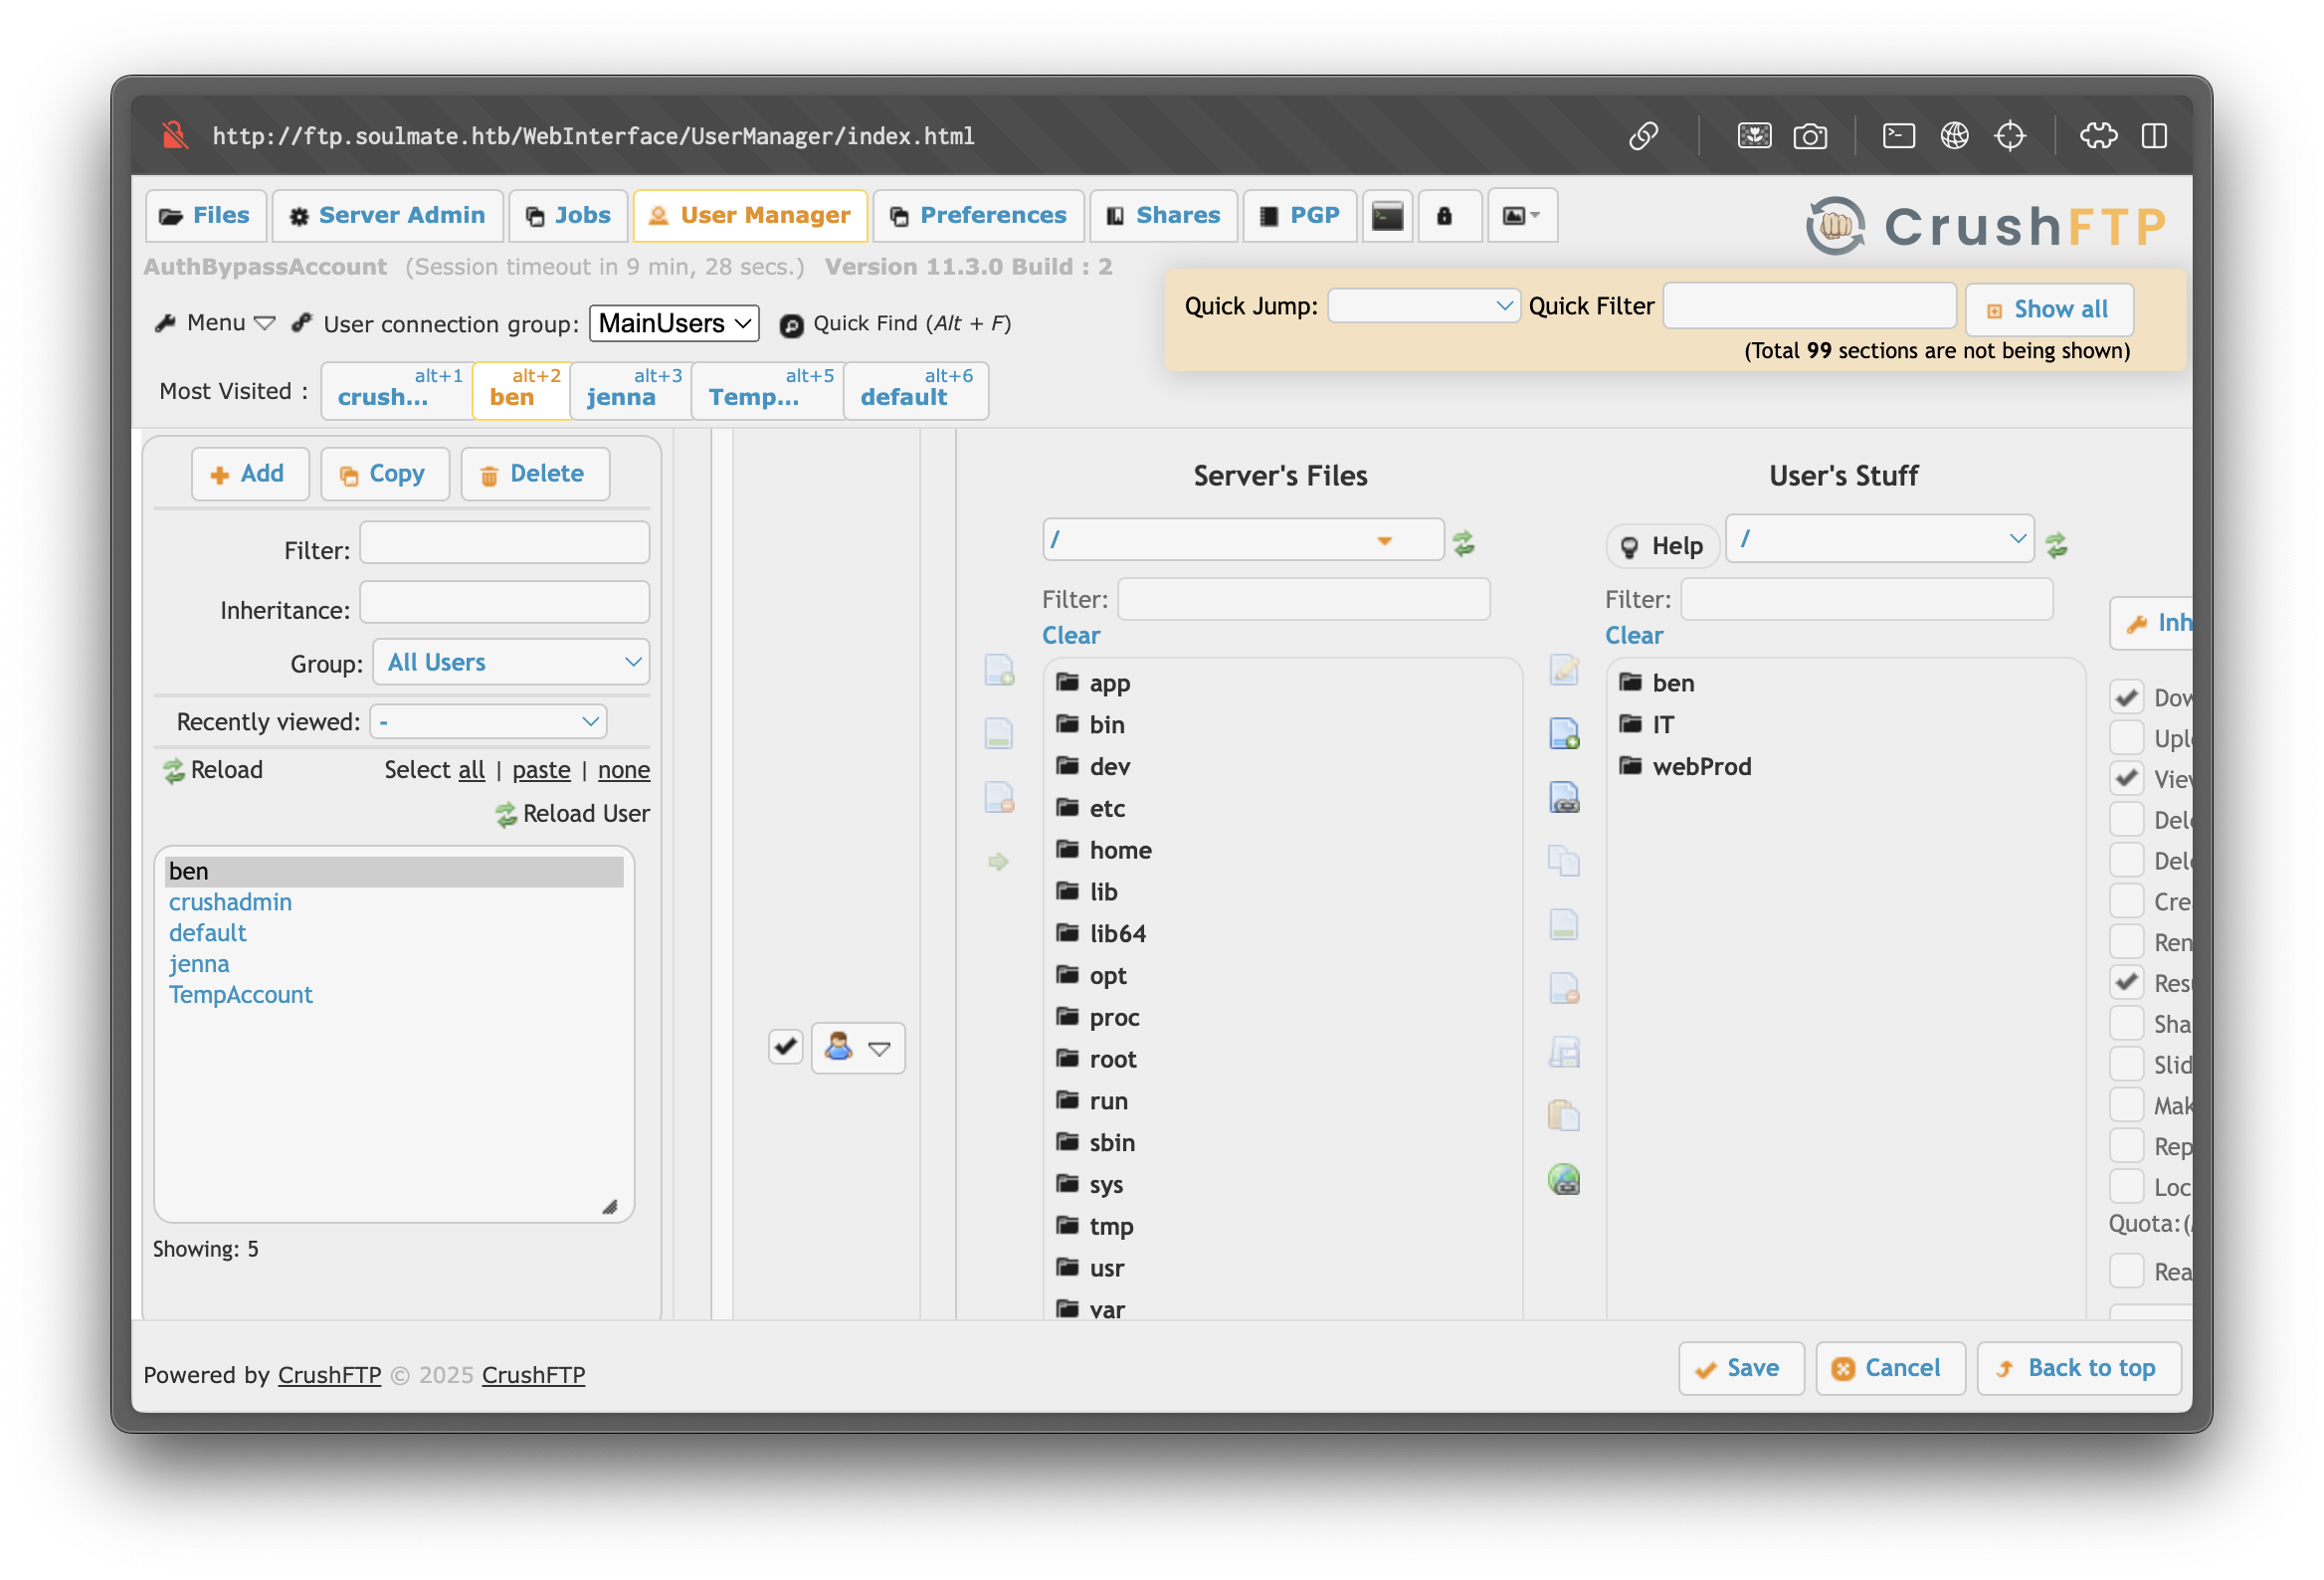 http://ftp.soulmate.htb/WebInterface/UserManager/index.html
Files Server Admin Jobs User Manager Preferences Shares PGP
CrushFTP
AuthBypassAccount (Session timeout in 9 min, 28 secs.) Version 11.3.0 Build : 2
Menu User connection group: MainUsers Quick Find (Alt + F)
Quick Jump: Quick Filter Show all
(Total 99 sections are not being shown)
Most Visited :
alt+1 crush...
alt+2 ben
alt+3 jenna
alt+5 Temp...
alt+6 default
Add Copy Delete
Filter:
Inheritance:
Group: All Users
Recently viewed: -
Reload Select all | paste | none
Reload User
ben
crushadmin
default
jenna
TempAccount
Showing: 5
Server's Files
/
Filter:
Clear
app
bin
dev
etc
home
lib
lib64
opt
proc
root
run
sbin
sys
tmp
usr
var
User's Stuff
Help /
Filter:
Clear
ben
IT
webProd
Inh
Dow
Uplo
View
Dele
Dele
Cre
Ren
Resu
Sha
Slid
Mak
Rep
Loc
Quota:(
Rea
Powered by CrushFTP © 2025 CrushFTP
Save Cancel Back to top